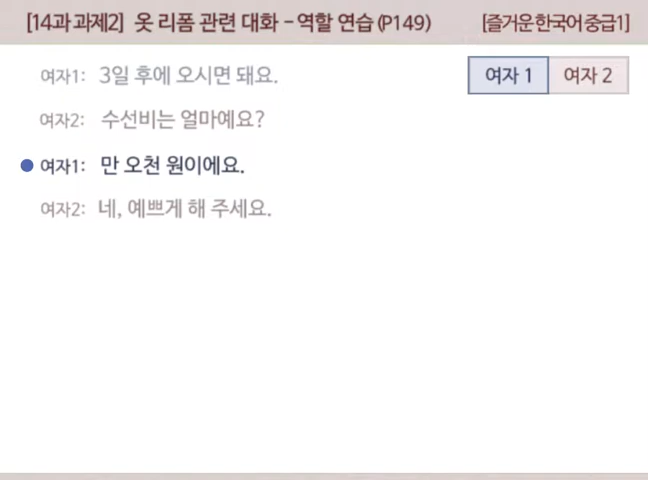 [14과 과제2] 옷 리폼 관련 대화 - 역할 연습 (P149) [즐거운 한국어 중급1]
여자 1 여자 2
여자1: 3일 후에 오시면 돼요.
여자2: 수선비는 얼마예요?
여자1: 만 오천 원이에요.
여자2: 네, 예쁘게 해 주세요.